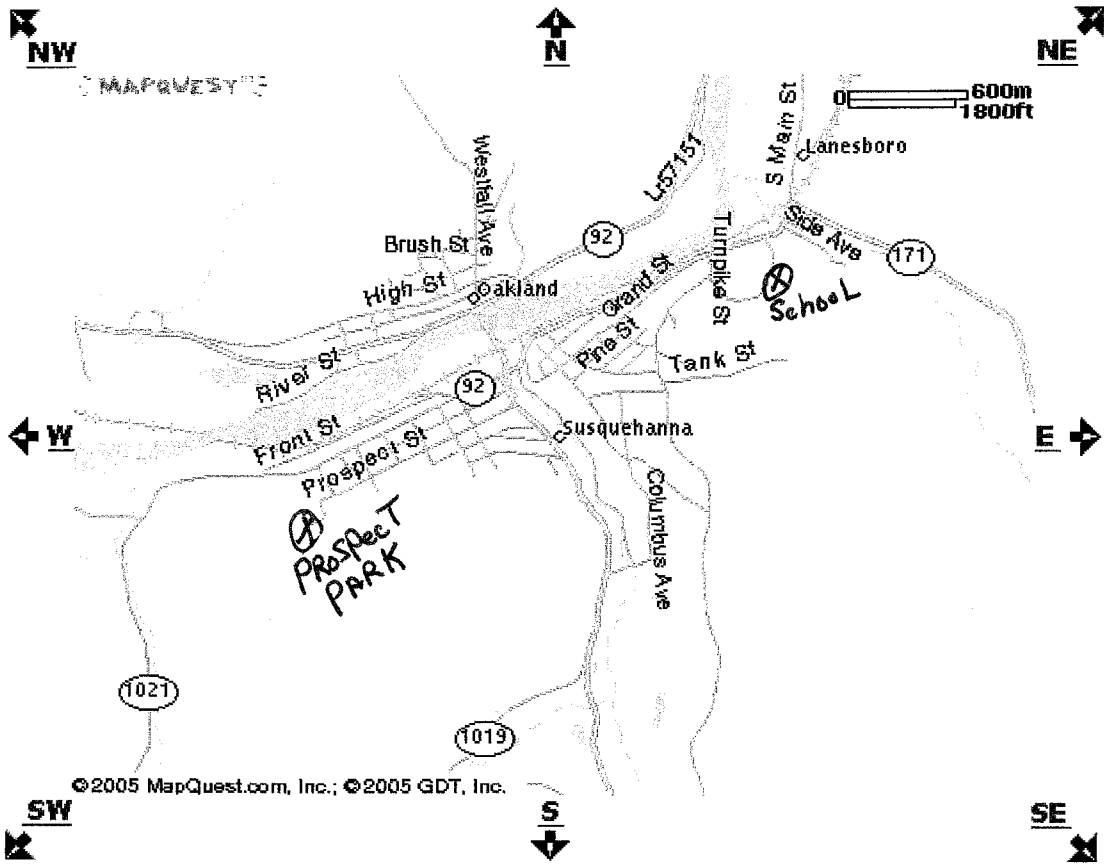 NW
N
NE
MAPQUEST
0 600m
1800ft
S Main St
Lanesboro
Westfall Ave
Lr57151
Brush St
92
Turnpike St
Side Ave
171
High St
Oakland
Grand St
SchooL
River St
Pine St
Tank St
92
W
Front St
Prospect St
Susquehanna
E
Columbus Ave
PRoSpecT
PARK
1021
1019
©2005 MapQuest.com, Inc.; ©2005 GDT, Inc.
SW
S
SE